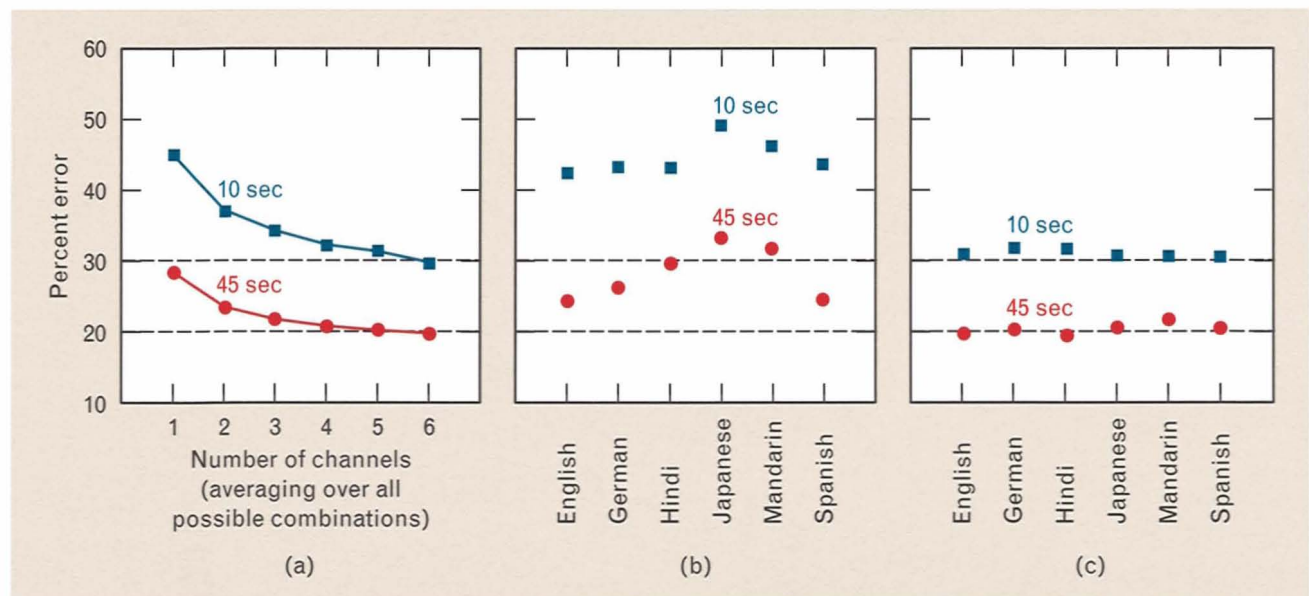 60
50
40
30
20
10
Percent error
10 sec
45 sec
1 2 3 4 5 6
Number of channels
(averaging over all
possible combinations)
(a)
10 sec
45 sec
English
German
Hindi
Japanese
Mandarin
Spanish
(b)
10 sec
45 sec
English
German
Hindi
Japanese
Mandarin
Spanish
(c)